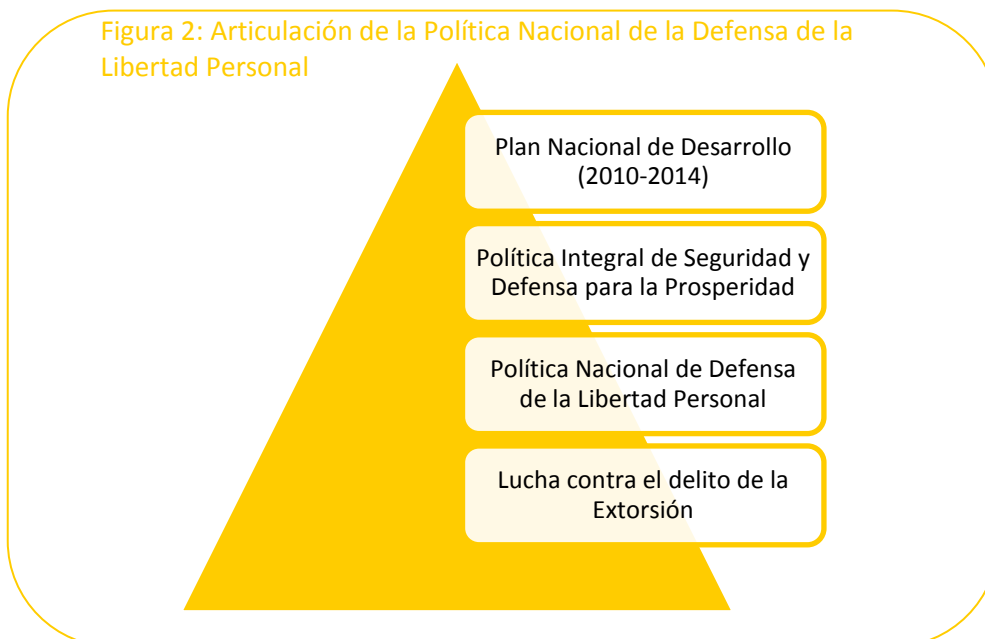 Figura 2: Articulación de la Política Nacional de la Defensa de la
Libertad Personal
Plan Nacional de Desarrollo
(2010-2014)
Política Integral de Seguridad y
Defensa para la Prosperidad
Política Nacional de Defensa
de la Libertad Personal
Lucha contra el delito de la
Extorsión